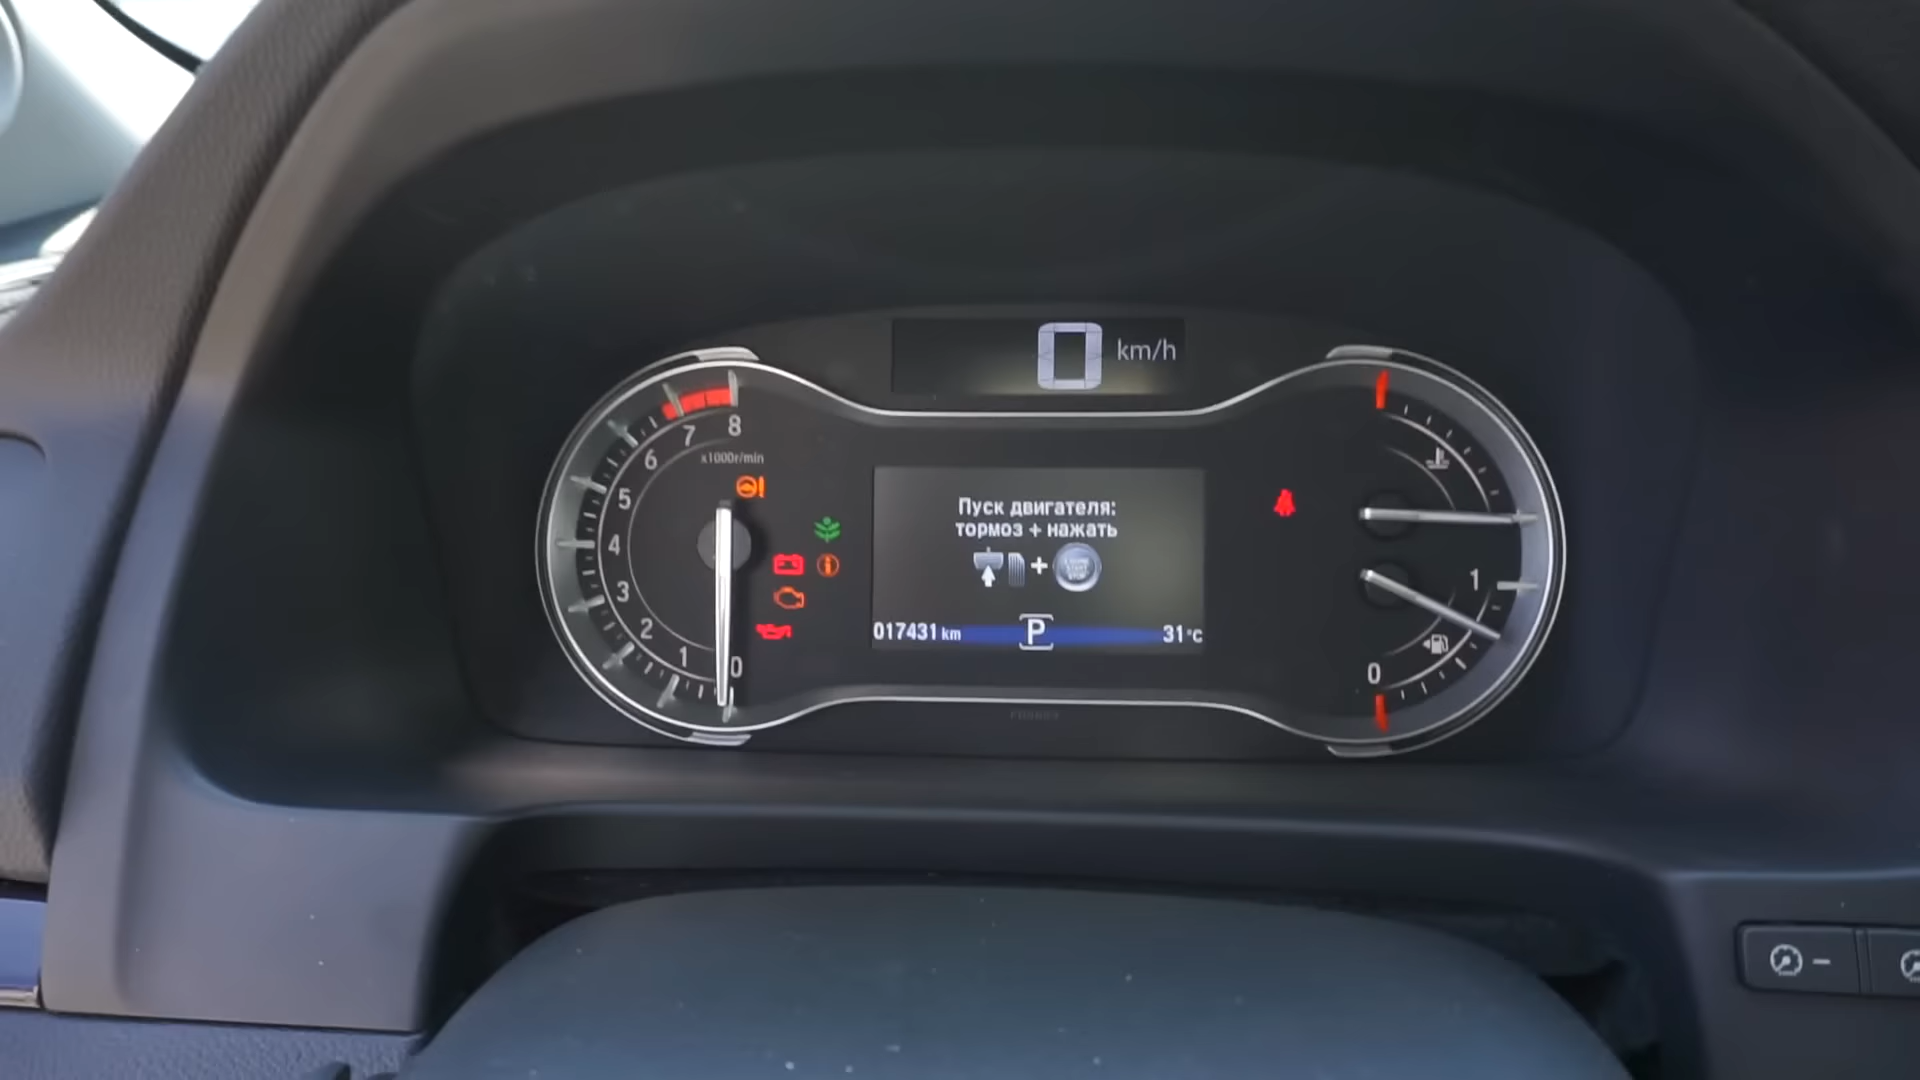 0 km/h
8
7
x1000r/min
6
5
4
3
2
1
0
Пуск двигателя:
тормоз + нажать
+
017431 km P 31°C
1
0